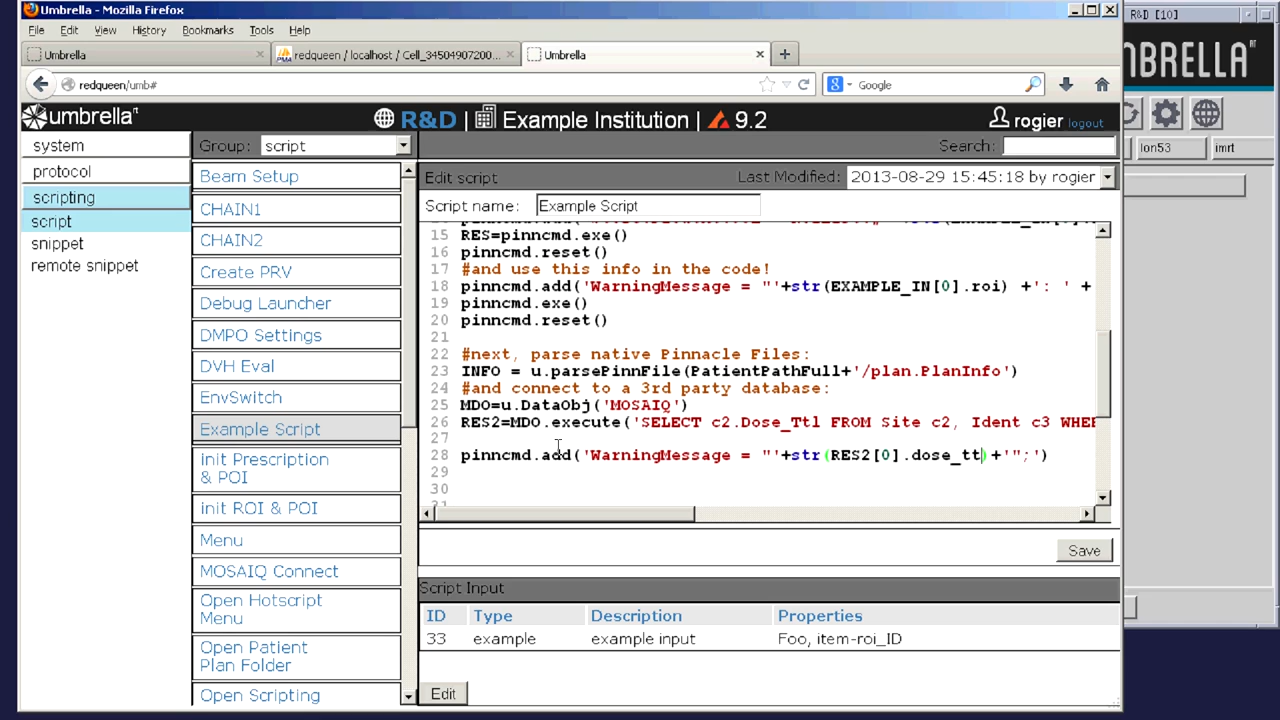 Umbrella - Mozilla Firefox
R&D [10]
File Edit View History Bookmarks Tools Help
Umbrella
redqueen / localhost / Cell_34504907200...
Umbrella
redqueen/umb#
Google
MBRELLA
umbrella
R&D | Example Institution | 9.2
rogier logout
system
protocol
scripting
script
snippet
remote snippet
Group: script
Search:
lon53
imrt
Beam Setup
CHAIN1
CHAIN2
Create PRV
Debug Launcher
DMPO Settings
DVH Eval
EnvSwitch
Example Script
init Prescription
& POI
init ROI & POI
Menu
MOSAIQ Connect
Open Hotscript
Menu
Open Patient
Plan Folder
Open Scripting
Edit script
Last Modified: 2013-08-29 15:45:18 by rogier
Script name: Example Script
15 RES=pinncmd.exe()
16 pinncmd.reset()
17 #and use this info in the code!
18 pinncmd.add('WarningMessage = "'+str(EXAMPLE_IN[0].roi) +': ' +
19 pinncmd.exe()
20 pinncmd.reset()
21
22 #next, parse native Pinnacle Files:
23 INFO = u.parsePinnFile(PatientPathFull+'/plan.PlanInfo')
24 #and connect to a 3rd party database:
25 MDO=u.DataObj('MOSAIQ')
26 RES2=MDO.execute('SELECT c2.Dose_Ttl FROM Site c2, Ident c3 WHER
27
28 pinncmd.add('WarningMessage = "'+str(RES2[0].dose_tt)+'";')
29
30
Save
Script Input
ID Type Description Properties
33 example example input Foo, item-roi_ID
Edit